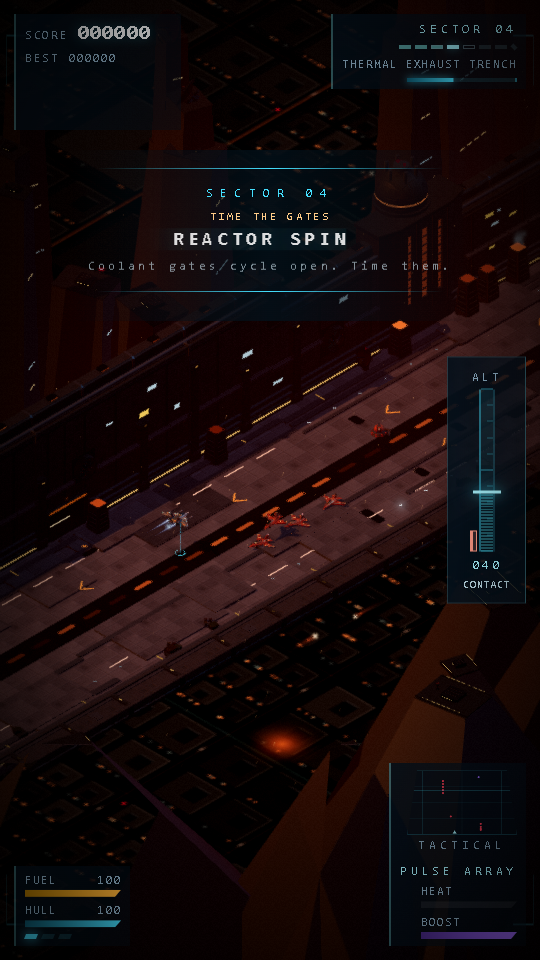 SCORE 000000
BEST 000000
SECTOR 04
THERMAL EXHAUST TRENCH
SECTOR 04
TIME THE GATES
REACTOR SPIN
Coolant gates cycle open. Time them.
ALT
040
CONTACT
TACTICAL
PULSE ARRAY
HEAT
BOOST
FUEL 100
HULL 100